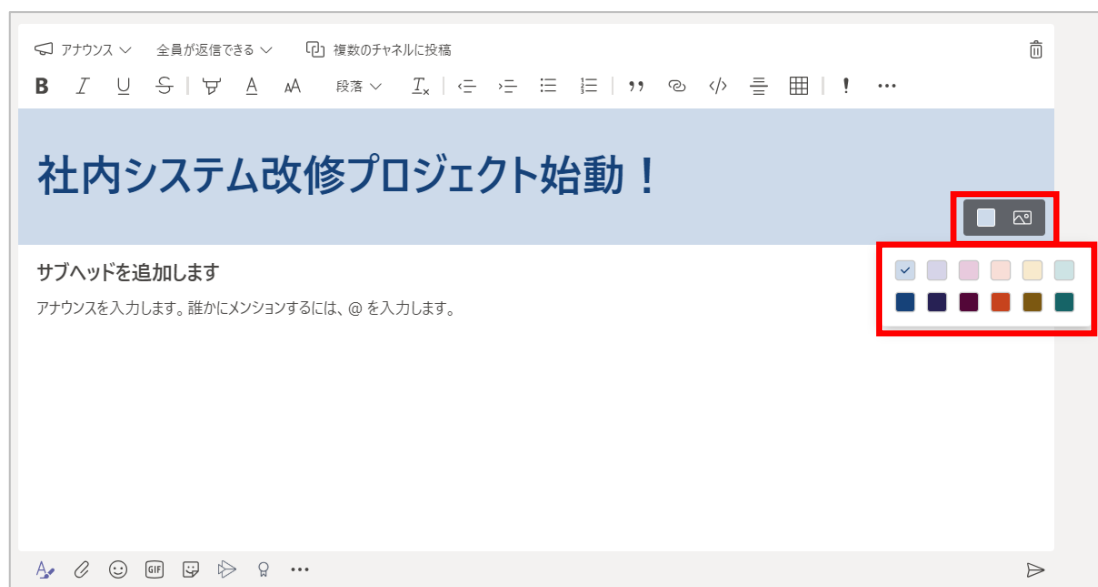 アナウンス 全員が返信できる 複数のチャネルに投稿
B I U S A AA 段落 Tx
社内システム改修プロジェクト始動！
サブヘッドを追加します
アナウンスを入力します。誰かにメンションするには、@ を入力します。
GIF